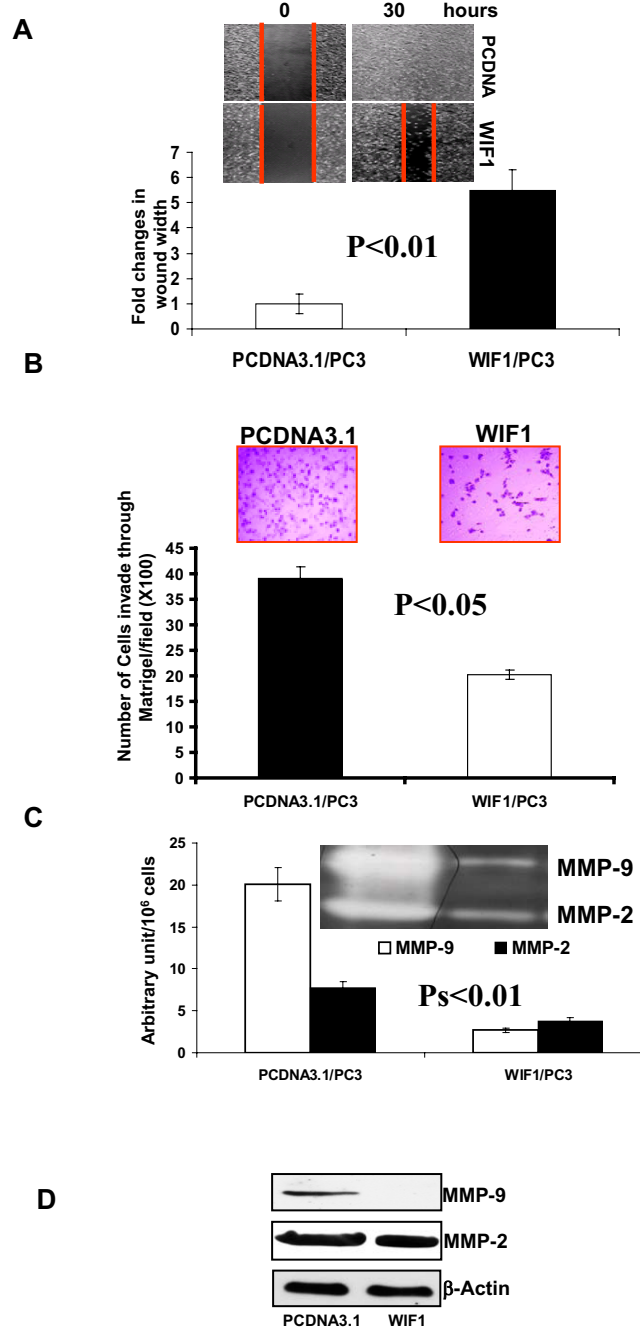 A
0 30 hours
PCDNA
WIF1
Fold changes in
wound width
7
6
5
4
3
2
1
0
P<0.01
PCDNA3.1/PC3 WIF1/PC3
B
PCDNA3.1 WIF1
Number of Cells invade through
Matrigel/field (X100)
45
40
35
30
25
20
15
10
5
0
P<0.05
PCDNA3.1/PC3 WIF1/PC3
C
Arbitrary unit/10⁶ cells
25
20
15
10
5
0
MMP-9
MMP-2
MMP-9 MMP-2
Ps<0.01
PCDNA3.1/PC3 WIF1/PC3
D
MMP-9
MMP-2
β-Actin
PCDNA3.1 WIF1